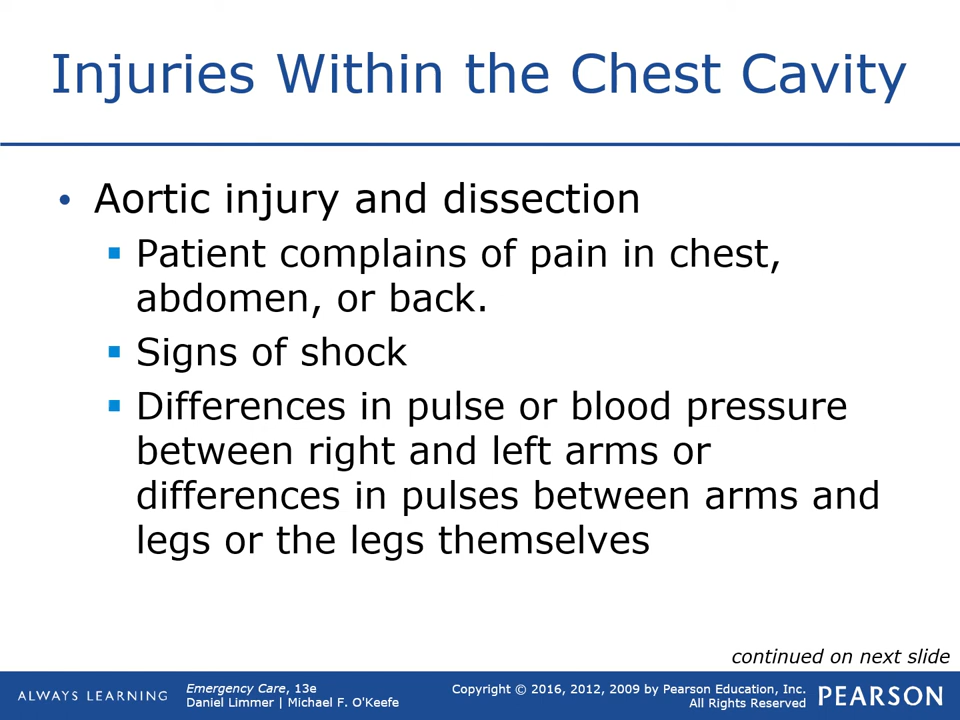 Injuries Within the Chest Cavity
• Aortic injury and dissection
▪ Patient complains of pain in chest,
abdomen, or back.
▪ Signs of shock
▪ Differences in pulse or blood pressure
between right and left arms or
differences in pulses between arms and
legs or the legs themselves
continued on next slide
ALWAYS LEARNING
Emergency Care, 13e
Daniel Limmer | Michael F. O'Keefe
Copyright © 2016, 2012, 2009 by Pearson Education, Inc.
All Rights Reserved
PEARSON